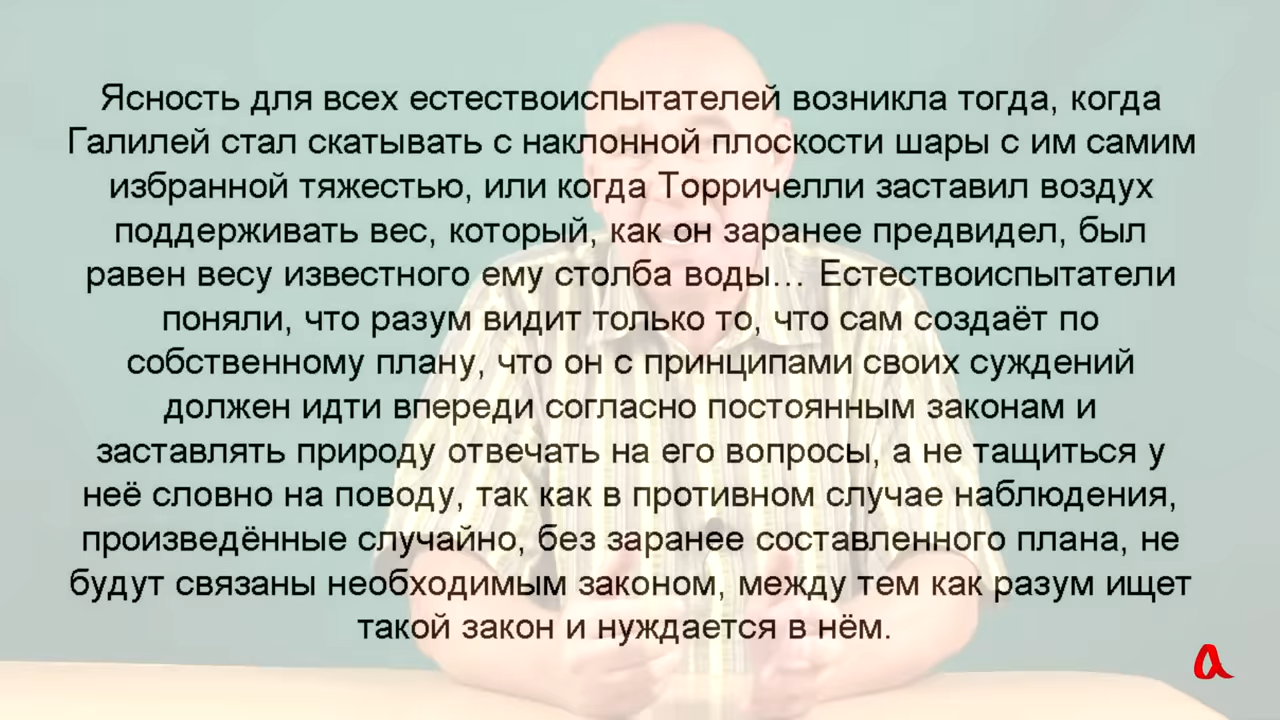 Ясность для всех естествоиспытателей возникла тогда, когда
Галилей стал скатывать с наклонной плоскости шары с им самим
избранной тяжестью, или когда Торричелли заставил воздух
поддерживать вес, который, как он заранее предвидел, был
равен весу известного ему столба воды… Естествоиспытатели
поняли, что разум видит только то, что сам создаёт по
собственному плану, что он с принципами своих суждений
должен идти впереди согласно постоянным законам и
заставлять природу отвечать на его вопросы, а не тащиться у
неё словно на поводу, так как в противном случае наблюдения,
произведённые случайно, без заранее составленного плана, не
будут связаны необходимым законом, между тем как разум ищет
такой закон и нуждается в нём.
a